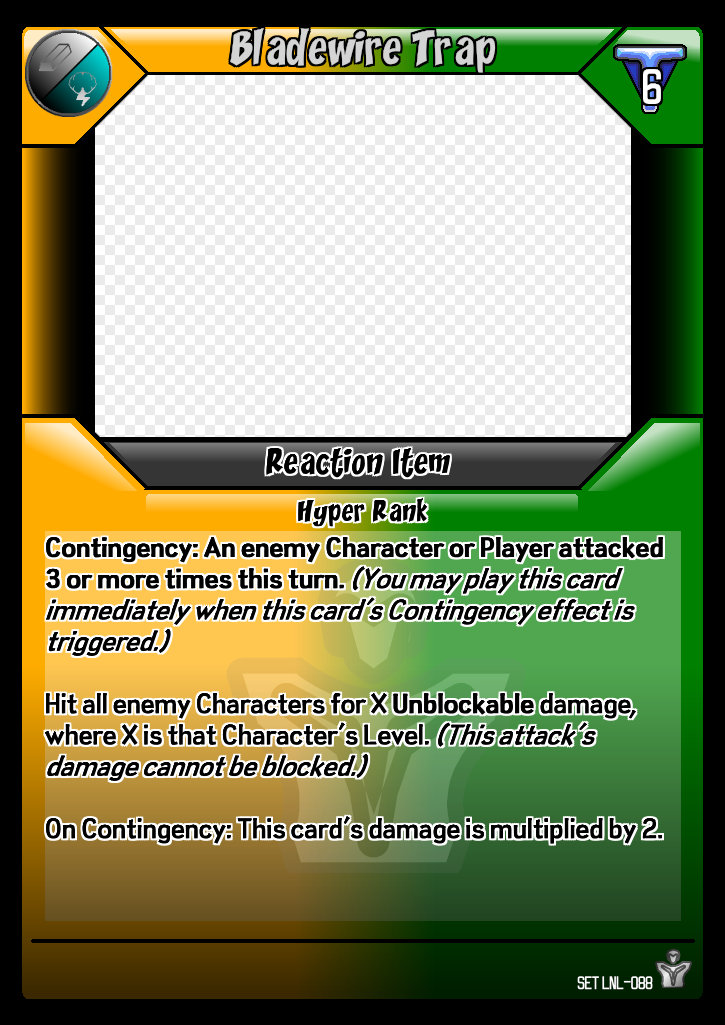 Bladewire Trap
6
Reaction Item
Hyper Rank
Contingency: An enemy Character or Player attacked
3 or more times this turn. (You may play this card
immediately when this card's Contingency effect is
triggered.)
Hit all enemy Characters for X Unblockable damage,
where X is that Character's Level. (This attack's
damage cannot be blocked.)
On Contingency: This card's damage is multiplied by 2.
SET LNL-088